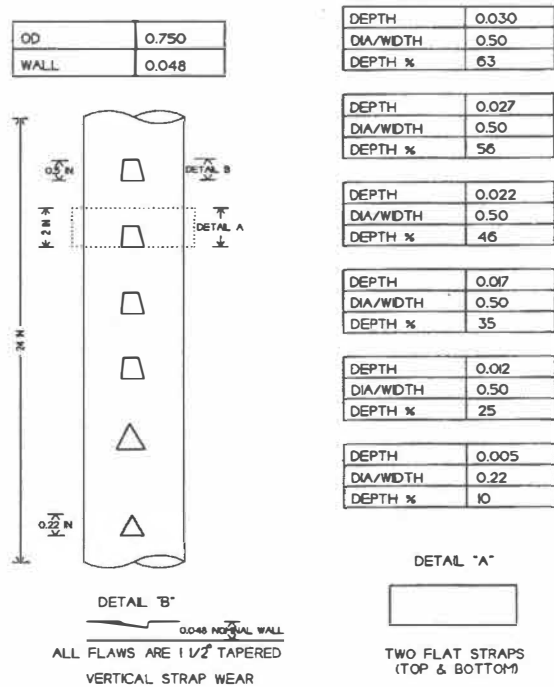 OD 0.750
WALL 0.048
DEPTH 0.030
DIA/WIDTH 0.50
DEPTH % 63
DEPTH 0.027
DIA/WIDTH 0.50
DEPTH % 56
DEPTH 0.022
DIA/WIDTH 0.50
DEPTH % 46
DEPTH 0.017
DIA/WIDTH 0.50
DEPTH % 35
DEPTH 0.012
DIA/WIDTH 0.50
DEPTH % 25
DEPTH 0.005
DIA/WIDTH 0.22
DEPTH % 10
0.5 IN
DETAIL B
2 IN
DETAIL A
24 IN
0.22 IN
DETAIL "B"
0.048 NOMINAL WALL
ALL FLAWS ARE 1 1/2° TAPERED
VERTICAL STRAP WEAR
DETAIL "A"
TWO FLAT STRAPS
(TOP & BOTTOM)